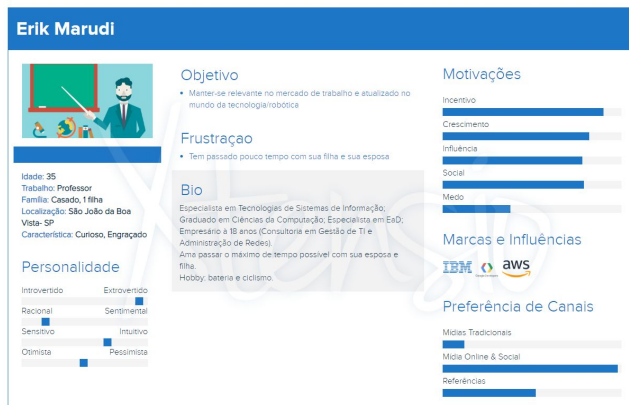 Erik Marudi
Idade: 35
Trabalho: Professor
Família: Casado, 1 filha
Localização: São João da Boa
Vista- SP
Característica: Curioso, Engraçado
Personalidade
Introvertido Extrovertido
Racional Sentimental
Sensitivo Intuitivo
Otimista Pessimista
Objetivo
Manter-se relevante no mercado de trabalho e atualizado no
mundo da tecnologia/robótica
Frustraçao
Tem passado pouco tempo com sua filha e sua esposa
Bio
Especialista em Tecnologias de Sistemas de Informação;
Graduado em Ciências da Computação; Especialista em EaD;
Empresário à 18 anos (Consultoria em Gestão de TI e
Administração de Redes).
Ama passar o máximo de tempo possível com sua esposa e
filha.
Hobby: bateria e ciclismo.
Motivações
Incentivo
Crescimento
Influência
Social
Medo
Marcas e Influências
IBM
aws
Preferência de Canais
Mídias Tradicionais
Mídia Online & Social
Referências
Xtensio